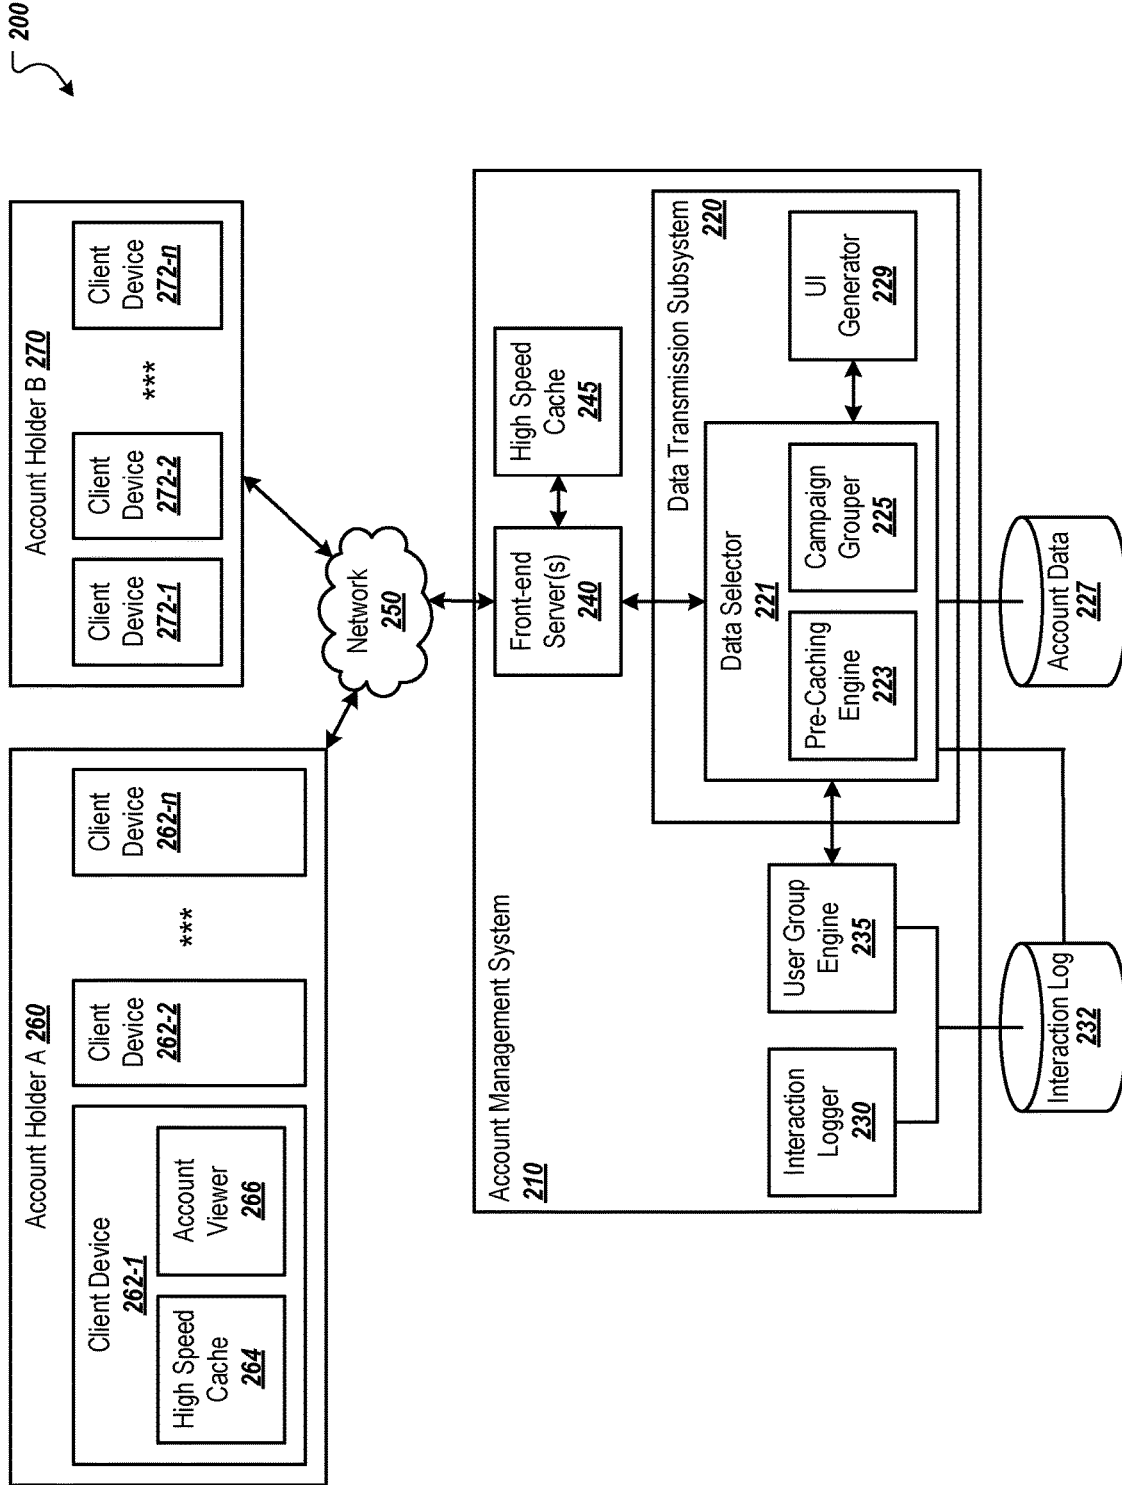 200
Account Holder A 260
Client Device
262-1
High Speed
Cache
264
Account
Viewer
266
Client
Device
262-2
***
Client
Device
262-n
Account Holder B 270
Client
Device
272-1
Client
Device
272-2
***
Client
Device
272-n
Network
250
Account Management System
210
Front-end
Server(s)
240
High Speed
Cache
245
Data Transmission Subsystem
220
Data Selector
221
Pre-Caching
Engine
223
Campaign
Grouper
225
UI
Generator
229
Interaction
Logger
230
User Group
Engine
235
Interaction Log
232
Account Data
227